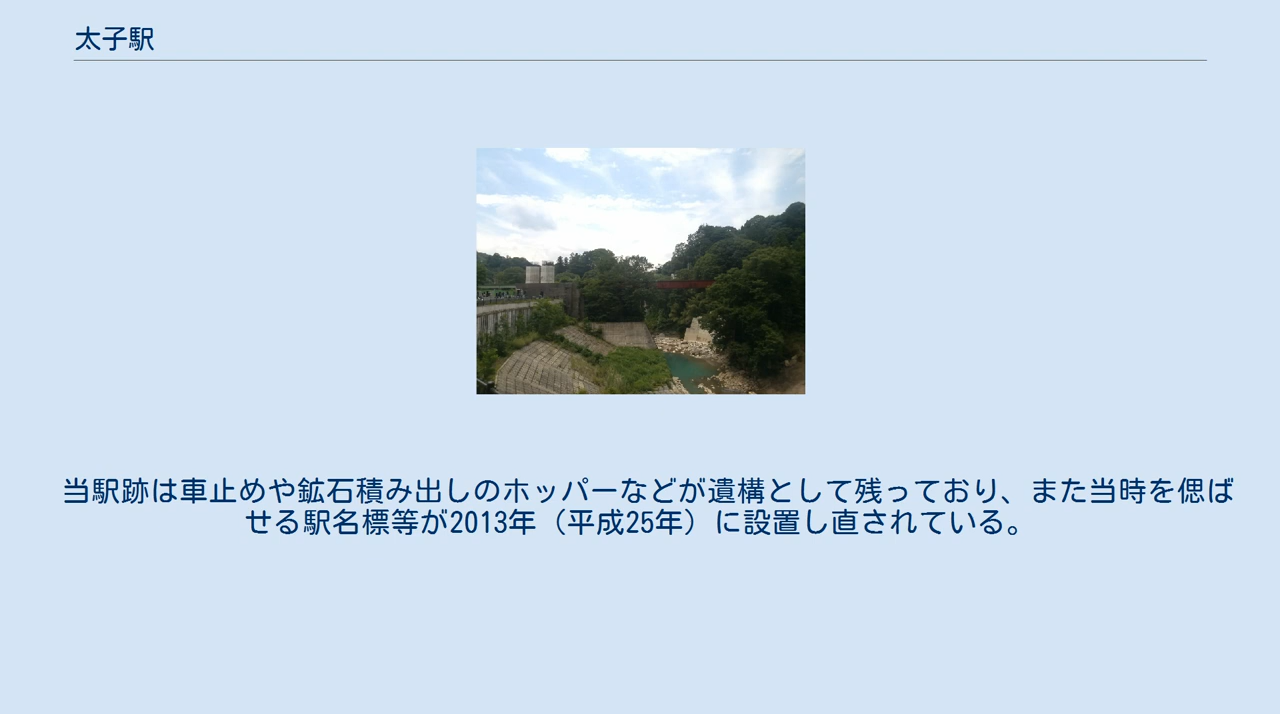 太子駅
当駅跡は車止めや鉱石積み出しのホッパーなどが遺構として残っており、また当時を偲ば
せる駅名標等が2013年（平成25年）に設置し直されている。